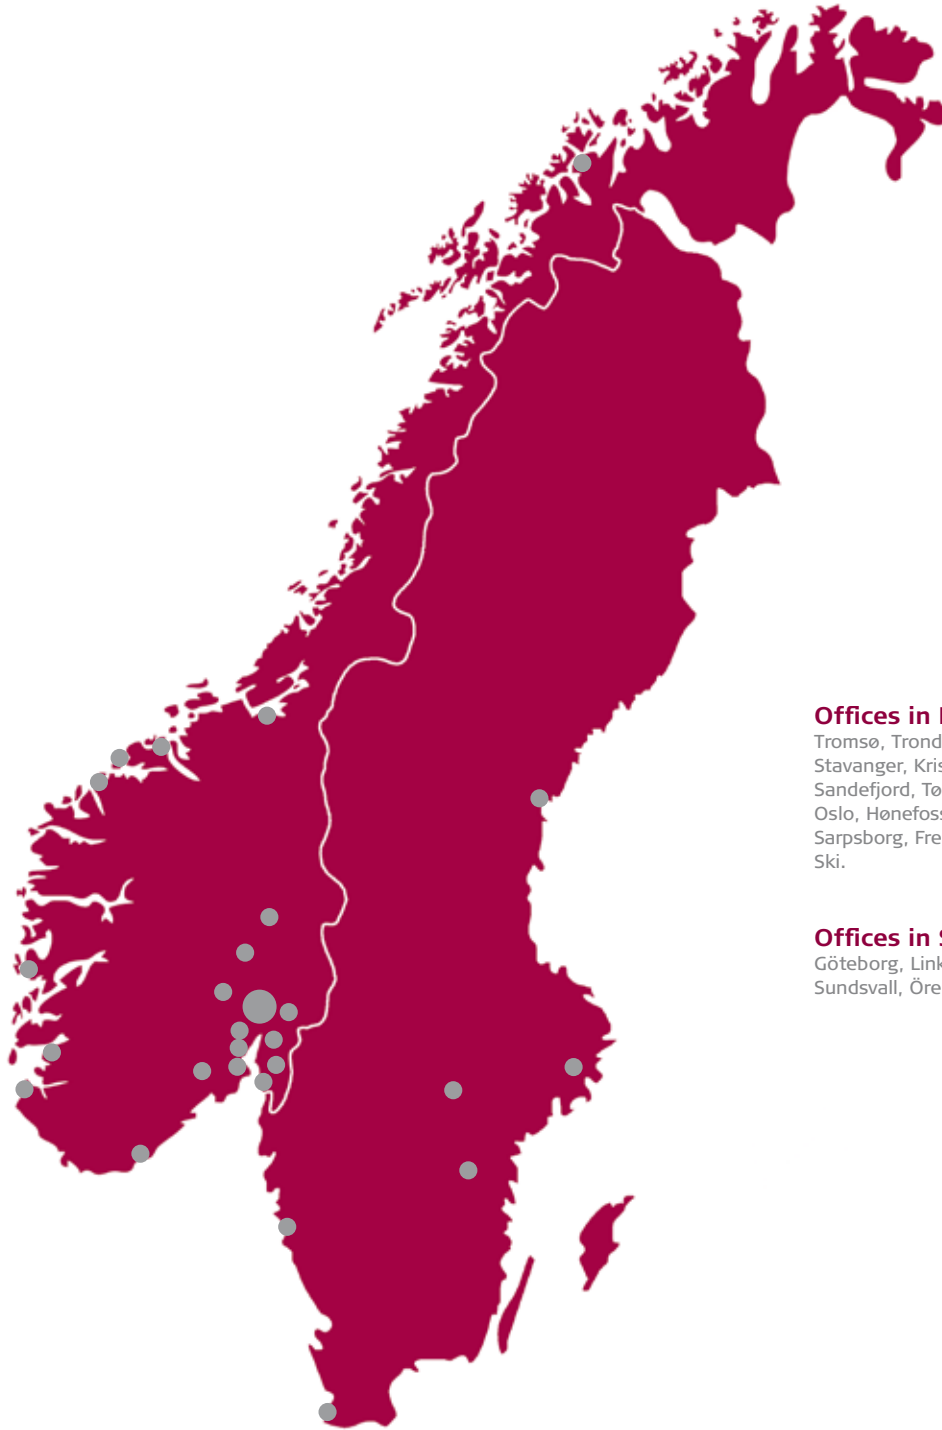 Offices in
Tromsø, Trond
Stavanger, Kris
Sandefjord, Tø
Oslo, Hønefoss
Sarpsborg, Fre
Ski.
Offices in S
Göteborg, Link
Sundsvall, Öre